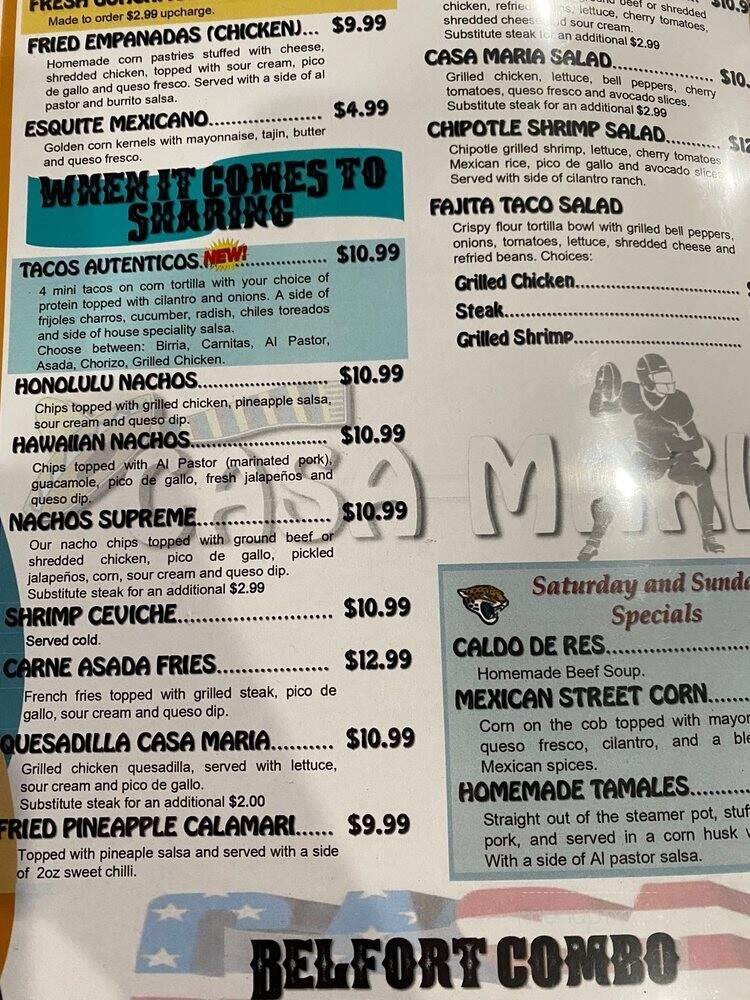 Made to order $2.99 upcharge.
FRIED EMPANADAS (CHICKEN)... $9.99
Homemade corn pastries stuffed with cheese,
shredded chicken, topped with sour cream, pico
de gallo and queso fresco. Served with a side of al
pastor and burrito salsa.
ESQUITE MEXICANO.................... $4.99
Golden corn kernels with mayonnaise, tajin, butter
and queso fresco.
WHEN IT COMES TO
SHARING
TACOS AUTENTICOS. NEW! ............... $10.99
4 mini tacos on corn tortilla with your choice of
protein topped with cilantro and onions. A side of
frijoles charros, cucumber, radish, chiles toreados
and side of house speciality salsa.
Choose between: Birria, Carnitas, Al Pastor,
Asada, Chorizo, Grilled Chicken.
HONOLULU NACHOS....................... $10.99
Chips topped with grilled chicken, pineapple salsa,
sour cream and queso dip.
HAWAIIAN NACHOS........................ $10.99
Chips topped with Al Pastor (marinated pork),
guacamole, pico de gallo, fresh jalapeños and
queso dip.
NACHOS SUPREME....................... $10.99
Our nacho chips topped with ground beef or
shredded chicken, pico de gallo, pickled
jalapeños, corn, sour cream and queso dip.
Substitute steak for an additional $2.99
SHRIMP CEVICHE.......................... $10.99
Served cold.
CARNE ASADA FRIES................... $12.99
French fries topped with grilled steak, pico de
gallo, sour cream and queso dip.
QUESADILLA CASA MARIA.......... $10.99
Grilled chicken quesadilla, served with lettuce,
sour cream and pico de gallo.
Substitute steak for an additional $2.00
FRIED PINEAPPLE CALAMARI...... $9.99
Topped with pineaple salsa and served with a side
of 2oz sweet chilli.
beef or shredded
chicken, lettuce, cherry tomatoes,
shredded cheese sour cream.
Substitute steak an additional $2.99
CASA MARIA SALAD................. $10.
Grilled chicken, lettuce, bell peppers, cherry
tomatoes, queso fresco and avocado slices.
Substitute steak for an additional $2.99
CHIPOTLE SHRIMP SALAD........... $12
Chipotle grilled shrimp, lettuce, cherry tomatoes
Mexican rice, pico de gallo and avocado slices
Served with side of cilantro ranch.
FAJITA TACO SALAD
Crispy flour tortilla bowl with grilled bell peppers,
onions, tomatoes, lettuce, shredded cheese and
refried beans. Choices:
Grilled Chicken..............................
Steak...........................................
Grilled Shrimp..............................
CASA MARI
Saturday and Sunda
Specials
CALDO DE RES.........................
Homemade Beef Soup.
MEXICAN STREET CORN.......
Corn on the cob topped with mayon
queso fresco, cilantro, and a ble
Mexican spices.
HOMEMADE TAMALES..........
Straight out of the steamer pot, stuf
pork, and served in a corn husk
With a side of Al pastor salsa.
BELFORT COMBO